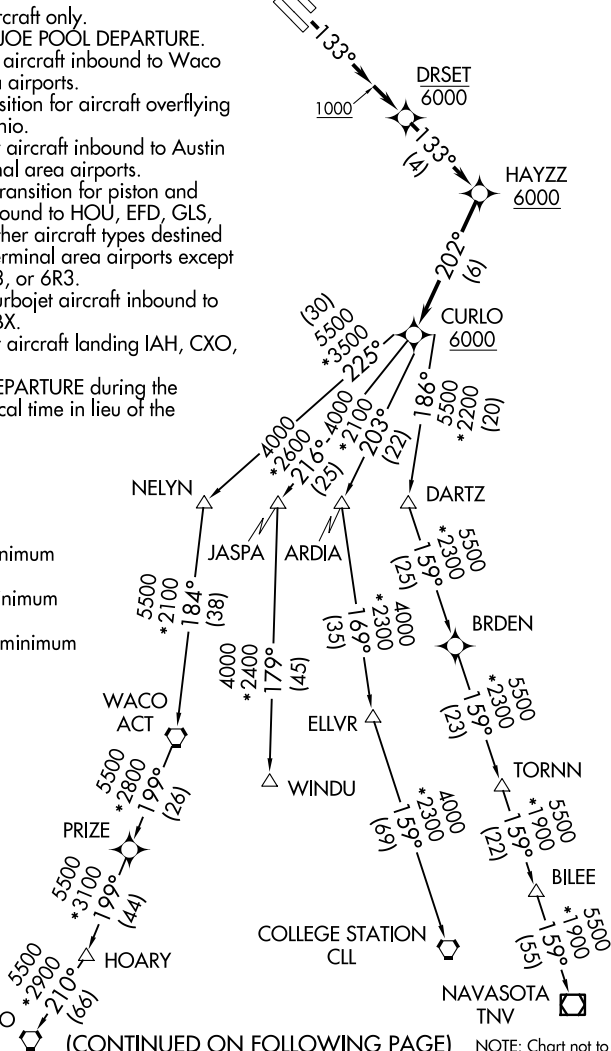 rcraft only.
JOE POOL DEPARTURE.
aircraft inbound to Waco
airports.
sition for aircraft overflying
nio.
aircraft inbound to Austin
nal area airports.
transition for piston and
ound to HOU, EFD, GLS,
ther aircraft types destined
erminal area airports except
3, or 6R3.
urbojet aircraft inbound to
BX.
aircraft landing IAH, CXO,
EPARTURE during the
cal time in lieu of the
nimum
nimum
minimum
133°
1000
DRSET
6000
133°
(4)
HAYZZ
6000
202°
(6)
CURLO
6000
(30)
5500
*3500
225°
4000
*2600
216°
(25)
4000
*2100
203°
(22)
186°
5500
*2200
(20)
NELYN
JASPA
ARDIA
DARTZ
5500
*2100
184°
(38)
4000
*2400
179°
(45)
4000
*2300
169°
(35)
5500
*2300
159°
(25)
BRDEN
WACO
ACT
ELLVR
5500
*2300
159°
(23)
WINDU
TORNN
5500
*2800
199°
(26)
4000
*2300
159°
(69)
5500
*1900
159°
(22)
PRIZE
BILEE
5500
*3100
199°
(44)
5500
*1900
159°
(55)
HOARY
COLLEGE STATION
CLL
NAVASOTA
TNV
5500
*2900
210°
(66)
O
(CONTINUED ON FOLLOWING PAGE)
NOTE: Chart not to